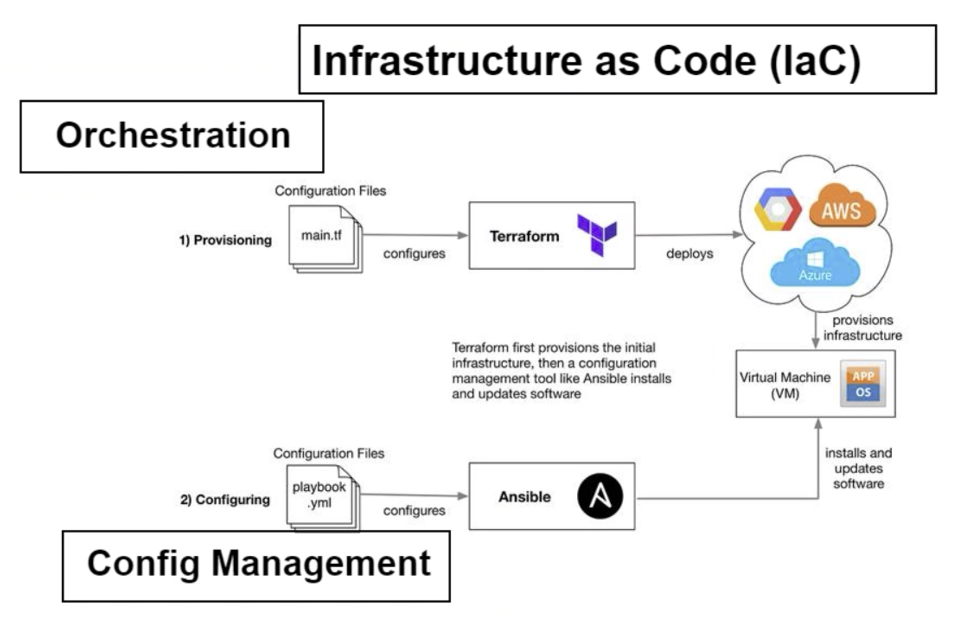 Infrastructure as Code (IaC)
Orchestration
Configuration Files
1) Provisioning
main.tf
configures
Terraform
deploys
AWS
Azure
provisions
infrastructure
Terraform first provisions the initial
infrastructure, then a configuration
management tool like Ansible installs
and updates software
Virtual Machine
(VM)
APP
OS
Configuration Files
2) Configuring
playbook
.yml
configures
Ansible
installs and
updates
software
Config Management